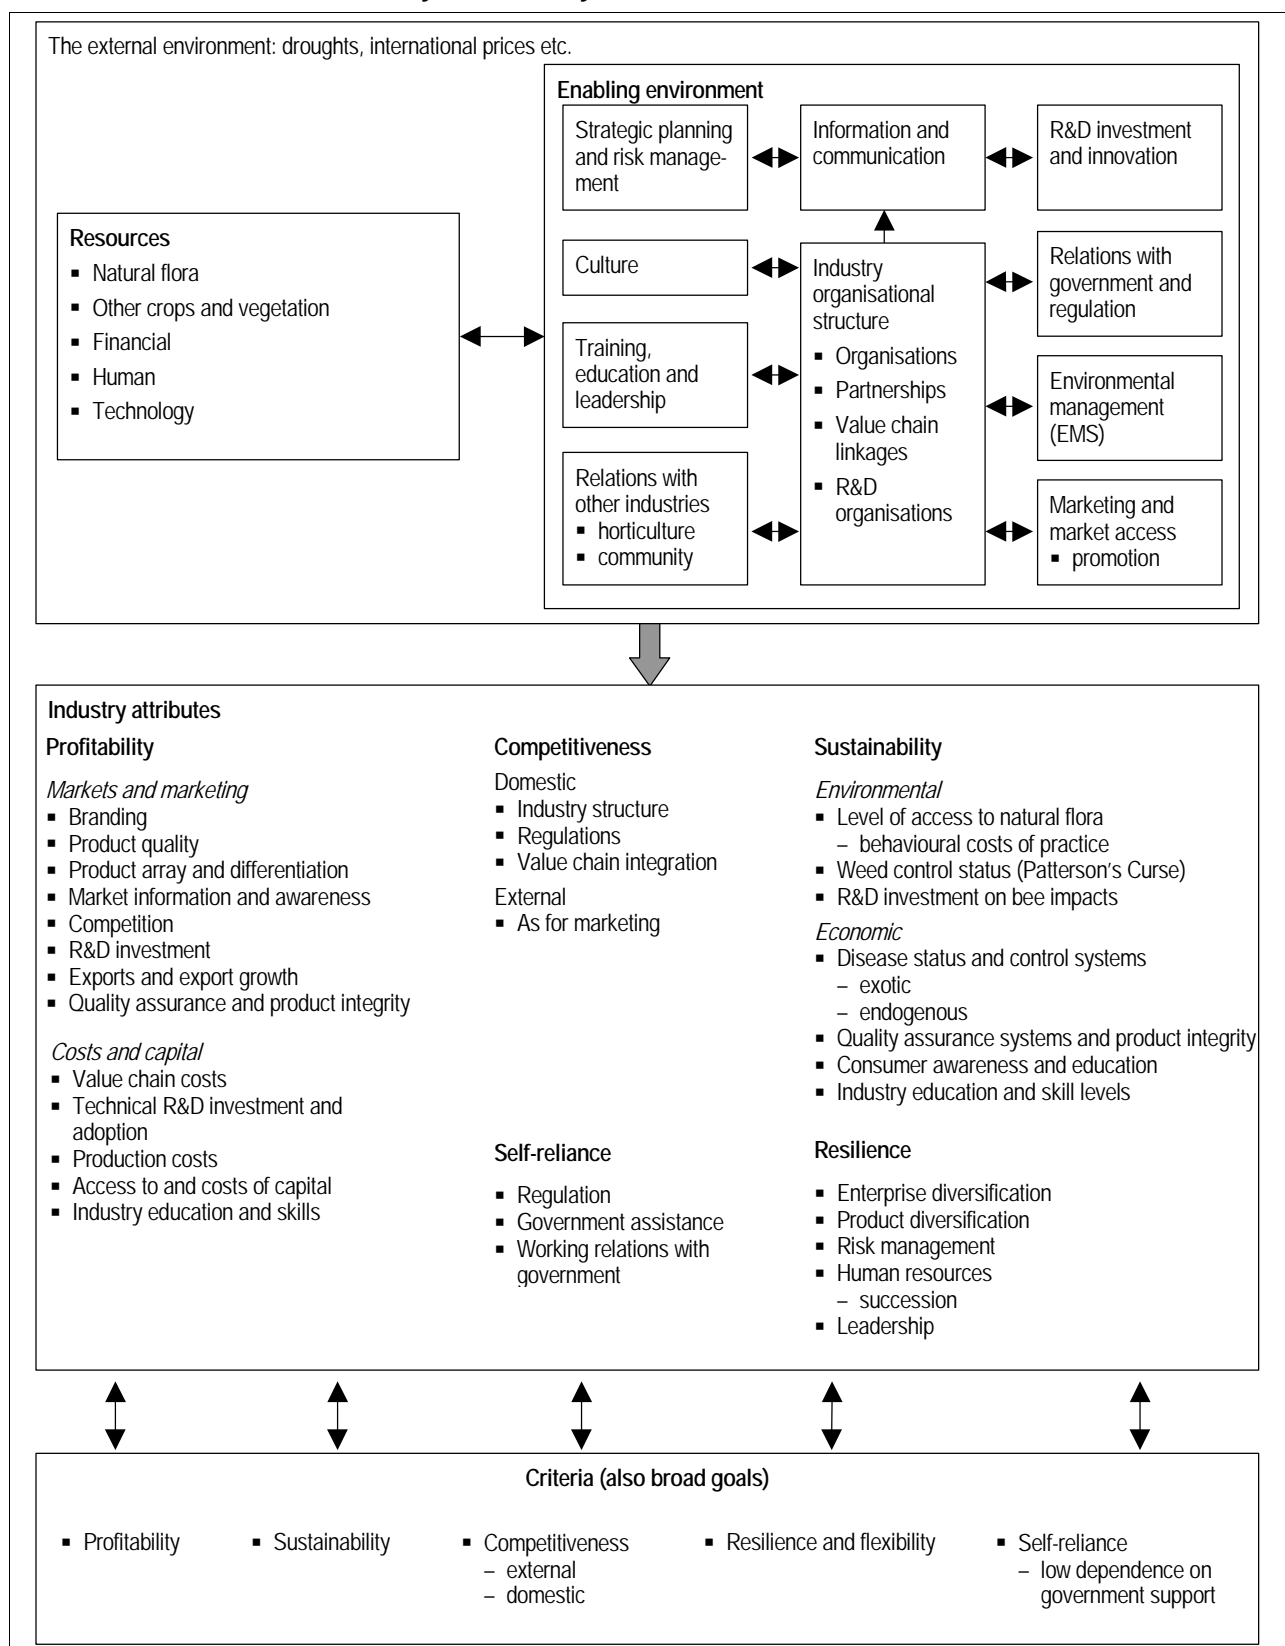 The external environment: droughts, international prices etc.
Enabling environment
Strategic planning
and risk manage-
ment
Information and
communication
R&D investment
and innovation
Resources
▪ Natural flora
▪ Other crops and vegetation
▪ Financial
▪ Human
▪ Technology
Culture
Industry
organisational
structure
▪ Organisations
▪ Partnerships
▪ Value chain
linkages
▪ R&D
organisations
Relations with
government and
regulation
Training,
education and
leadership
Environmental
management
(EMS)
Relations with
other industries
▪ horticulture
▪ community
Marketing and
market access
▪ promotion
Industry attributes
Profitability
Markets and marketing
▪ Branding
▪ Product quality
▪ Product array and differentiation
▪ Market information and awareness
▪ Competition
▪ R&D investment
▪ Exports and export growth
▪ Quality assurance and product integrity
Costs and capital
▪ Value chain costs
▪ Technical R&D investment and
adoption
▪ Production costs
▪ Access to and costs of capital
▪ Industry education and skills
Competitiveness
Domestic
▪ Industry structure
▪ Regulations
▪ Value chain integration
External
▪ As for marketing
Self-reliance
▪ Regulation
▪ Government assistance
▪ Working relations with
government
Sustainability
Environmental
▪ Level of access to natural flora
– behavioural costs of practice
▪ Weed control status (Patterson's Curse)
▪ R&D investment on bee impacts
Economic
▪ Disease status and control systems
– exotic
– endogenous
▪ Quality assurance systems and product integrity
▪ Consumer awareness and education
▪ Industry education and skill levels
Resilience
▪ Enterprise diversification
▪ Product diversification
▪ Risk management
▪ Human resources
– succession
▪ Leadership
Criteria (also broad goals)
▪ Profitability
▪ Sustainability
▪ Competitiveness
– external
– domestic
▪ Resilience and flexibility
▪ Self-reliance
– low dependence on
government support